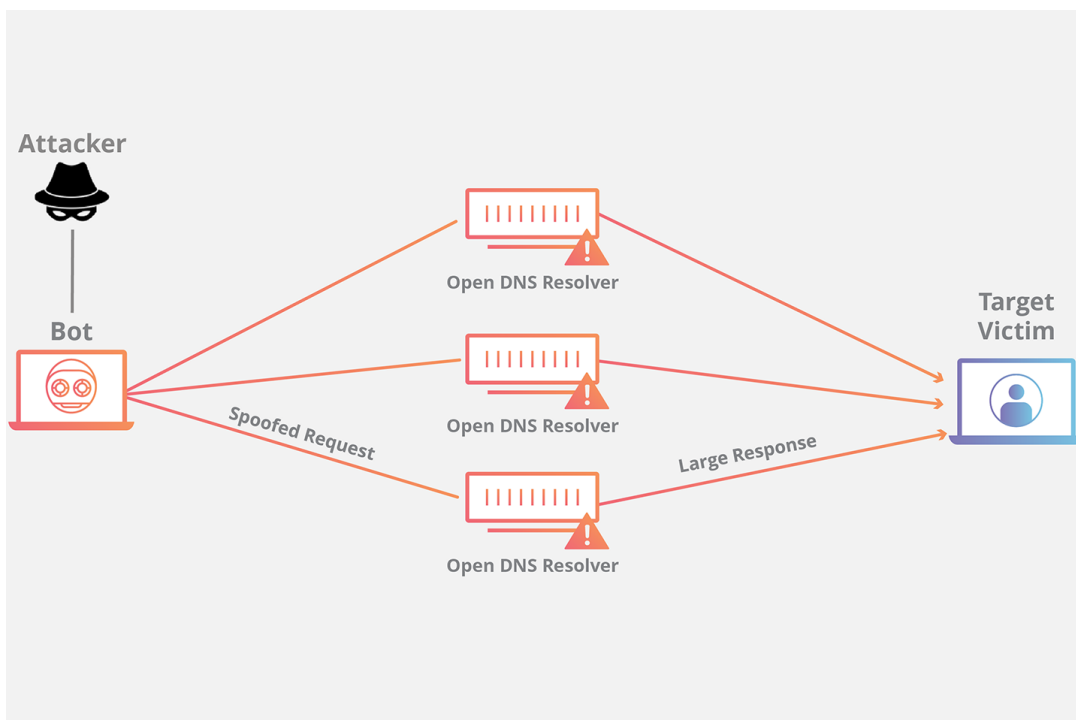 Attacker
Bot
Spoofed Request
Open DNS Resolver
Open DNS Resolver
Open DNS Resolver
Large Response
Target
Victim